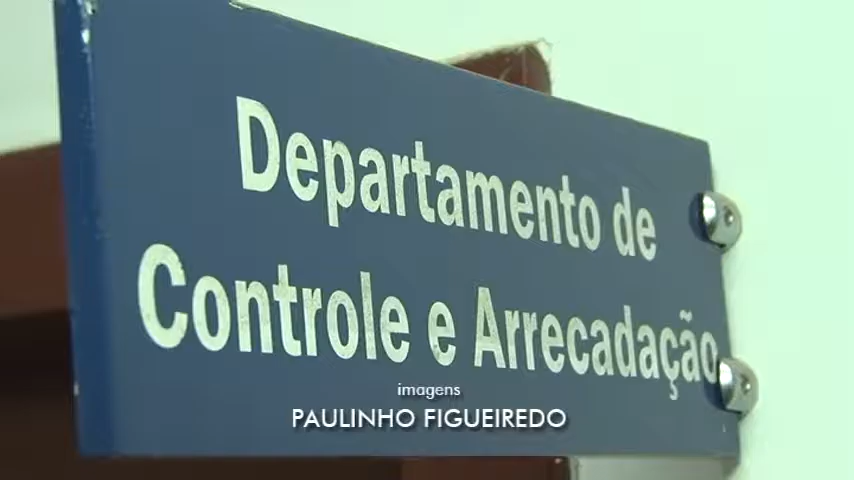 Departamento de
Controle e Arrecadação
imagens
PAULINHO FIGUEIREDO